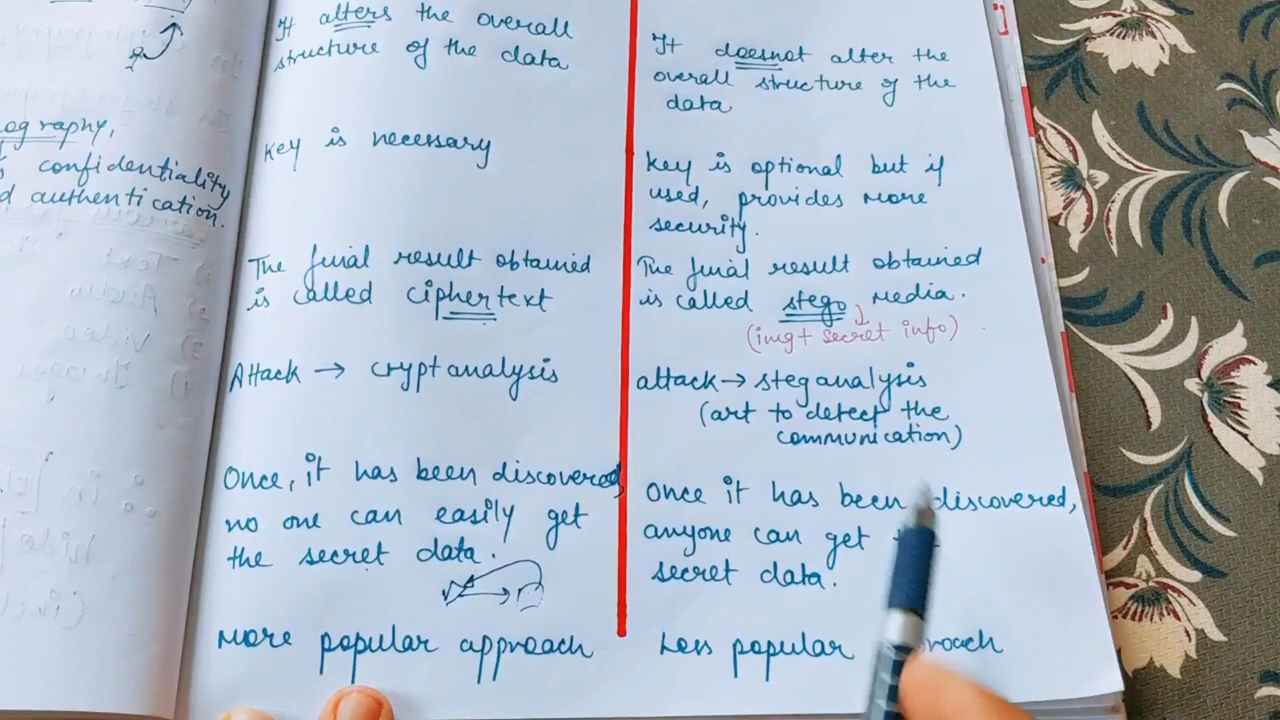 ography,
confidentiality
d authentication.
It alters the overall
structure of the data
Key is necessary
The final result obtained
is called ciphertext
Attack → cryptanalysis
Once, it has been discovered,
no one can easily get
the secret data.
More popular approach
It doesnot alter the
overall structure of the
data
Key is optional but if
used, provides more
security.
The final result obtained
is called stego media.
(img + secret info)
attack → steganalysis
(art to detect the
communication)
Once it has been discovered,
anyone can get
secret data.
Less popular